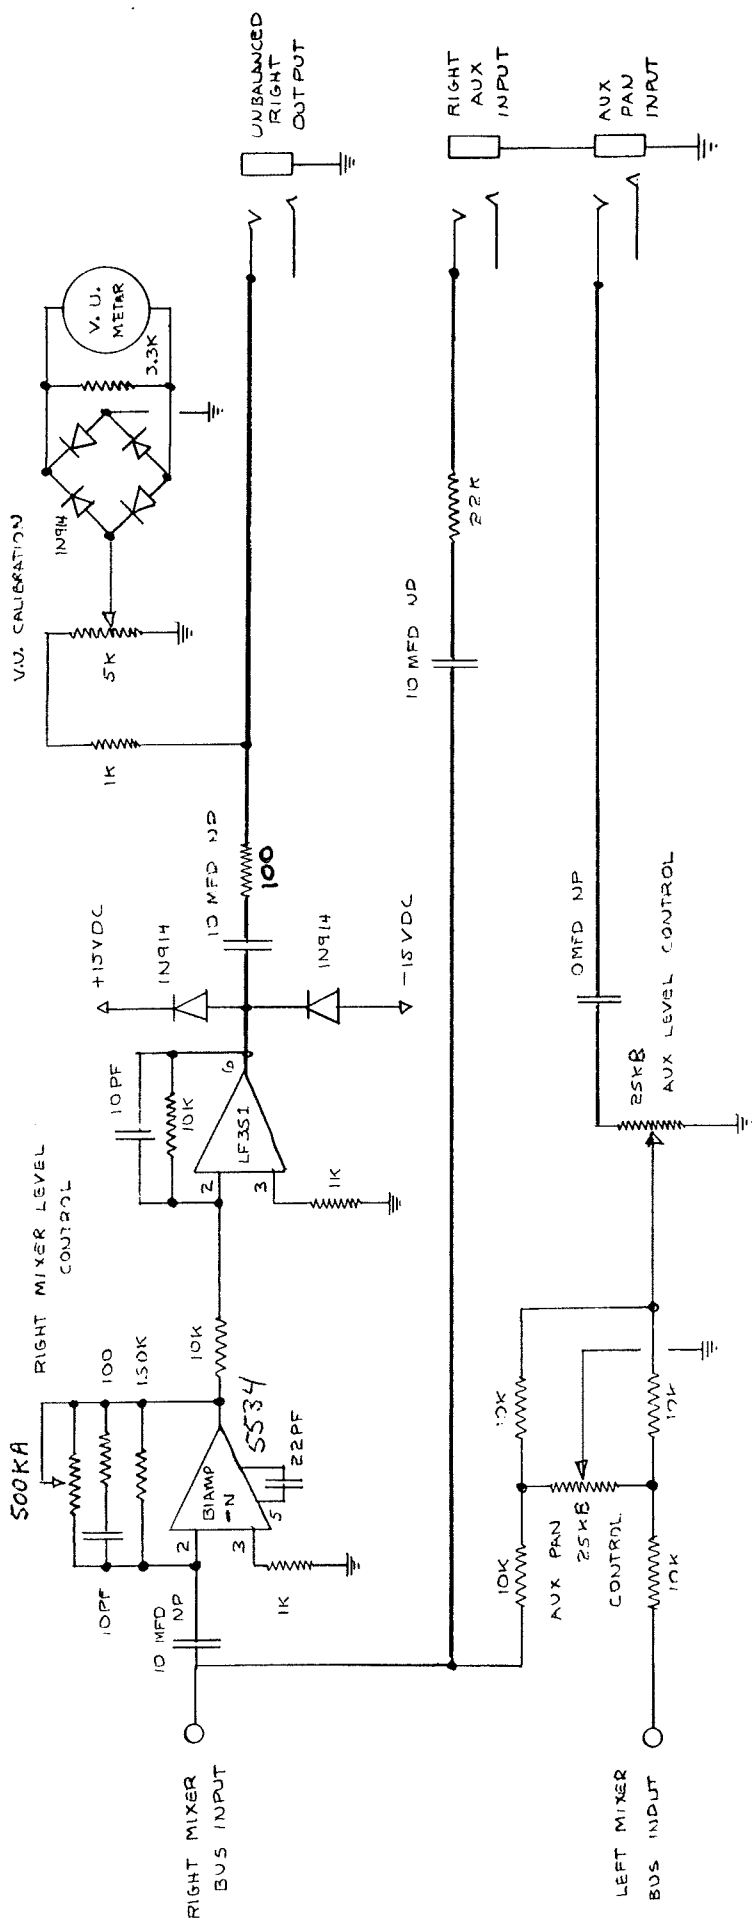 RIGHT MIXER
BUS INPUT
10 MFD
NP
500KA
10PF
100
150K
RIGHT MIXER LEVEL
CONTROL
2
3
BIAMP
-N
5
5534
22PF
1K
10K
10PF
10K
2
3
6
LF351
1K
+15VDC
1N914
1N914
-15VDC
10 MFD NP
100
1K
V.U. CALIBRATION
5K
1N914
3.3K
V.U.
METAR
UNBALANCED
RIGHT
OUTPUT
10 MFD NP
22K
RIGHT
AUX
INPUT
LEFT MIXER
BUS INPUT
10K
10K
AUX PAN
25KB
CONTROL
10K
10K
25KB
AUX LEVEL CONTROL
0MFD NP
AUX
PAN
INPUT